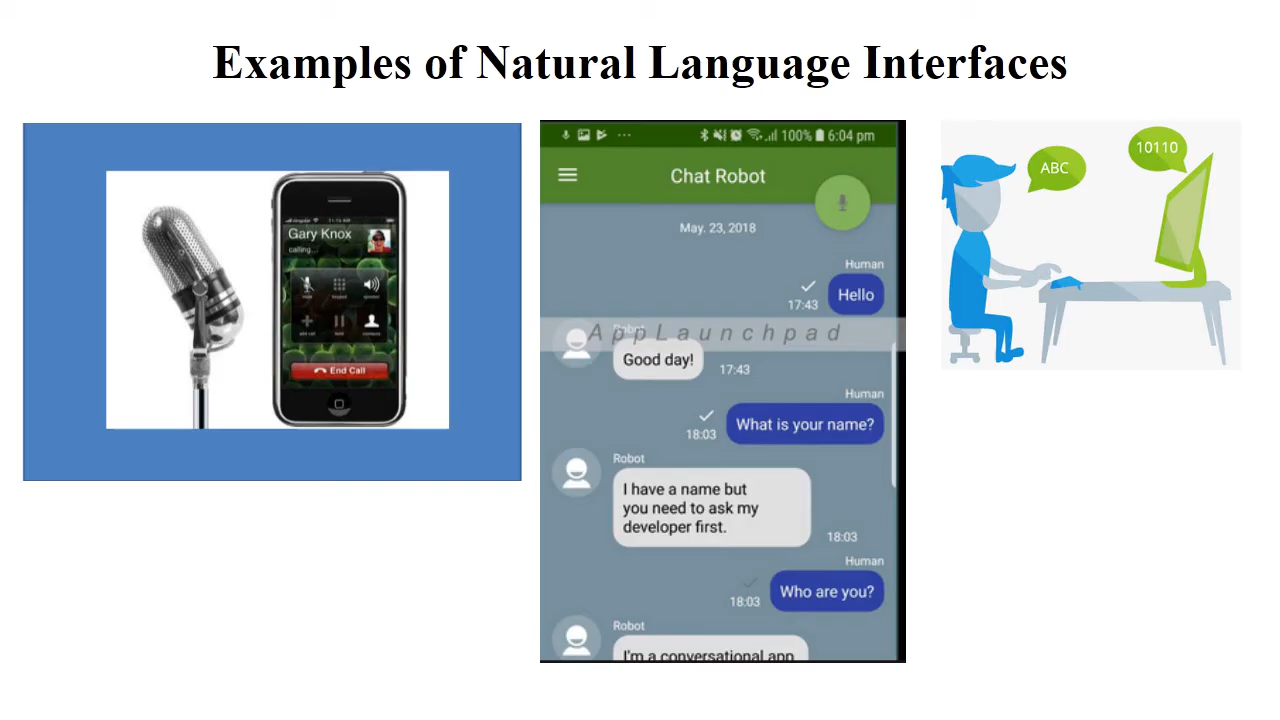 Examples of Natural Language Interfaces
Gary Knox
calling...
End Call
100% 6:04 pm
Chat Robot
May. 23, 2018
Human
Hello
17:43
Robot
AppLaunchpad
Good day!
17:43
Human
What is your name?
18:03
Robot
I have a name but
you need to ask my
developer first.
18:03
Human
Who are you?
18:03
Robot
I'm a conversational app
ABC
10110